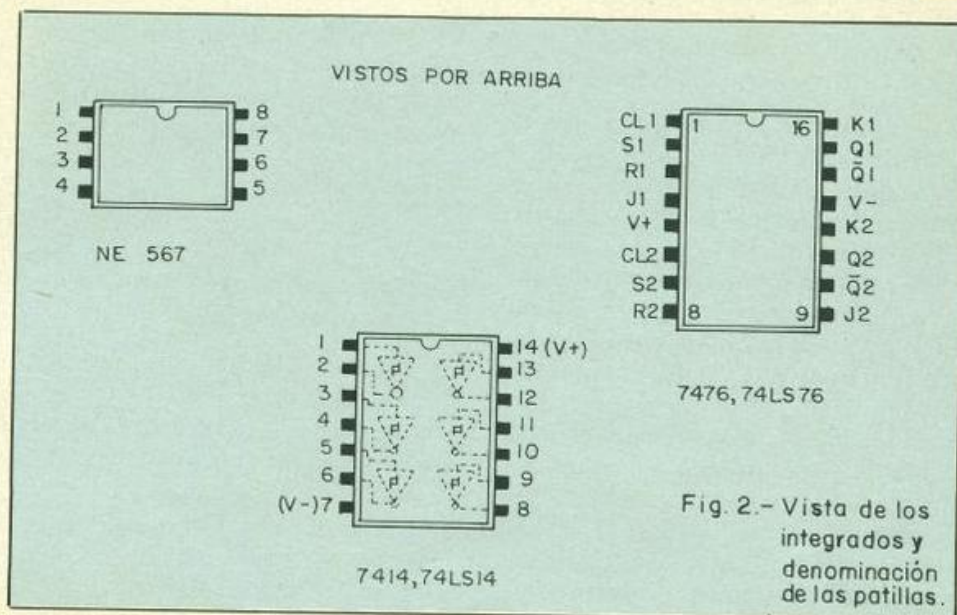 VISTOS POR ARRIBA
1 8
2 7
3 6
4 5
NE 567
CL1 1 16 K1
S1 Q1
R1 Q̄1
J1 V-
V+ K2
CL2 Q2
S2 Q̄2
R2 8 9 J2
7476,74LS76
1 14(V+)
2 13
3 12
4 11
5 10
6 9
(V-)7 8
7414,74LS14
Fig. 2.- Vista de los
integrados y
denominación
de las patillas.